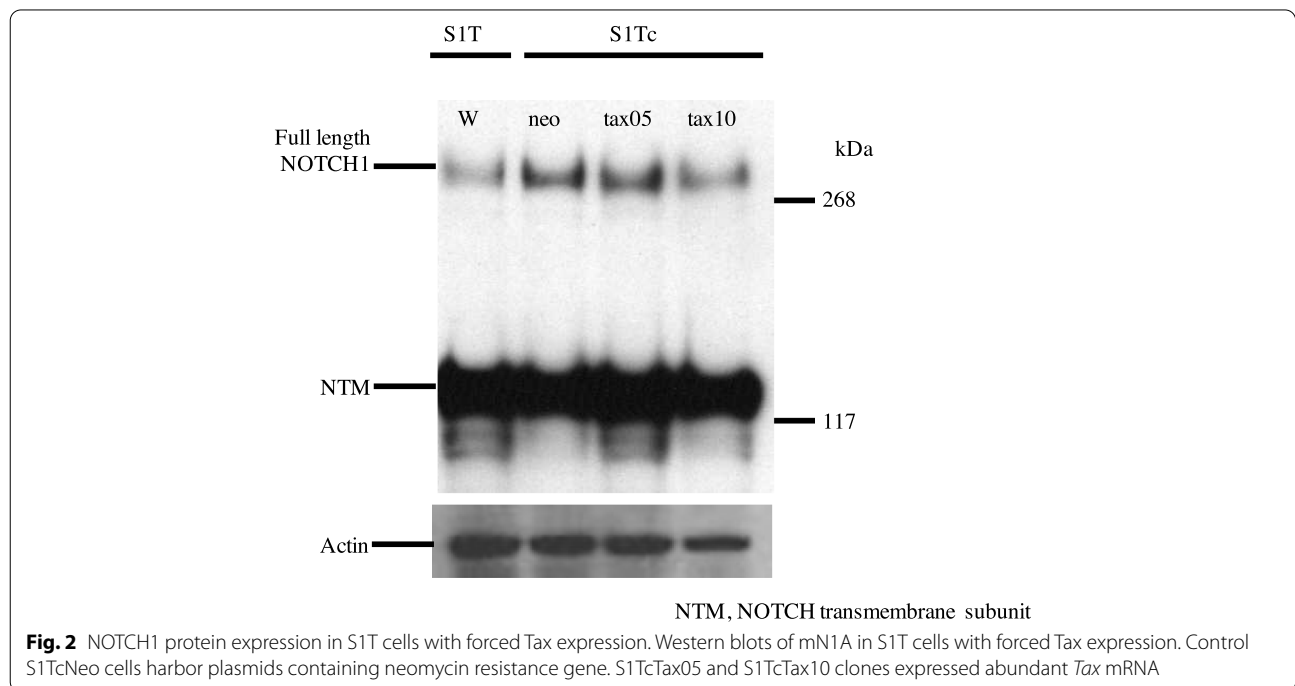 S1T S1Tc
W neo tax05 tax10
Full length
NOTCH1
kDa
268
NTM
117
Actin
NTM, NOTCH transmembrane subunit
Fig. 2 NOTCH1 protein expression in S1T cells with forced Tax expression. Western blots of mN1A in S1T cells with forced Tax expression. Control
S1TcNeo cells harbor plasmids containing neomycin resistance gene. S1TcTax05 and S1TcTax10 clones expressed abundant Tax mRNA